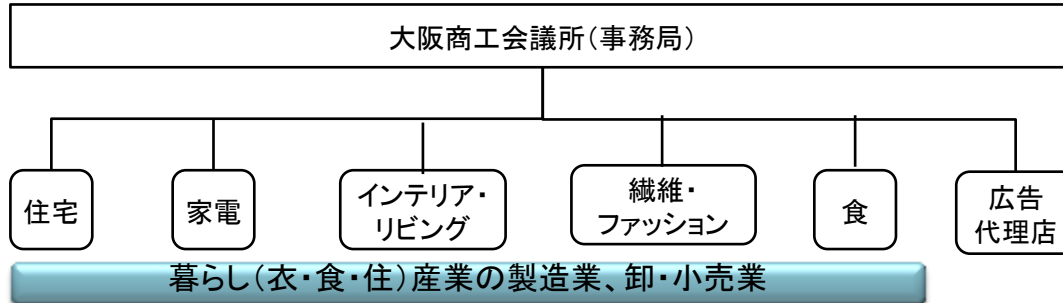 大阪商工会議所（事務局）
住宅
家電
インテリア・
リビング
繊維・
ファッション
食
広告
代理店
暮らし（衣・食・住）産業の製造業、卸・小売業